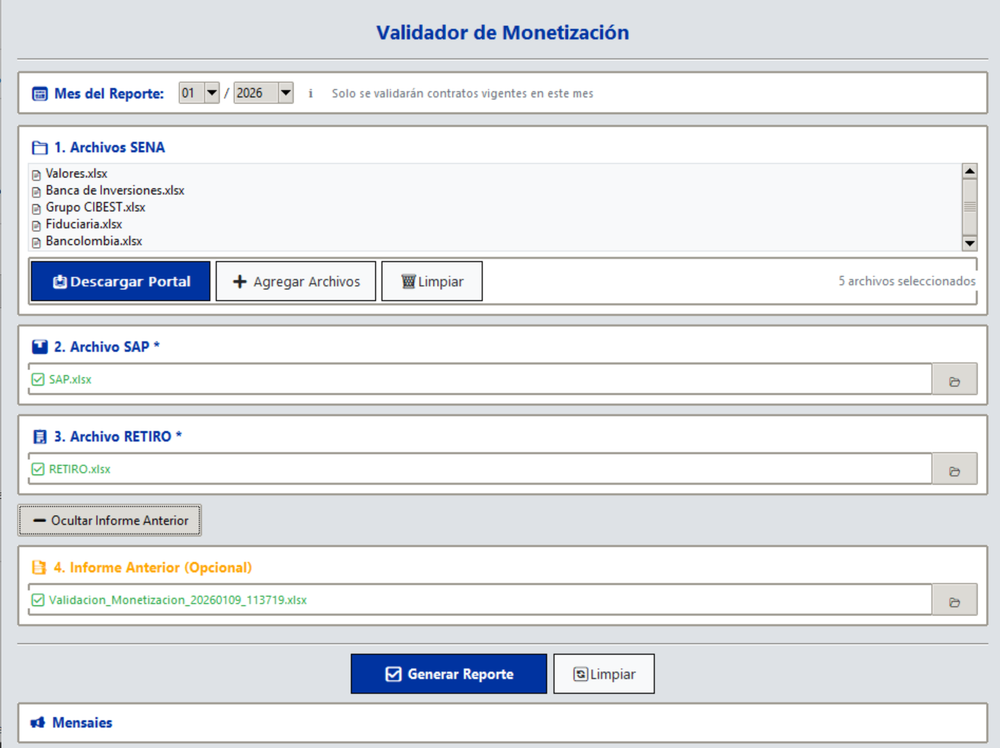 Validador de Monetización
Mes del Reporte: 01 / 2026 i Solo se validarán contratos vigentes en este mes
1. Archivos SENA
Valores.xlsx
Banca de Inversiones.xlsx
Grupo CIBEST.xlsx
Fiduciaria.xlsx
Bancolombia.xlsx
Descargar Portal + Agregar Archivos Limpiar 5 archivos seleccionados
2. Archivo SAP *
SAP.xlsx
3. Archivo RETIRO *
RETIRO.xlsx
Ocultar Informe Anterior
4. Informe Anterior (Opcional)
Validacion_Monetizacion_20260109_113719.xlsx
Generar Reporte Limpiar
Mensajes